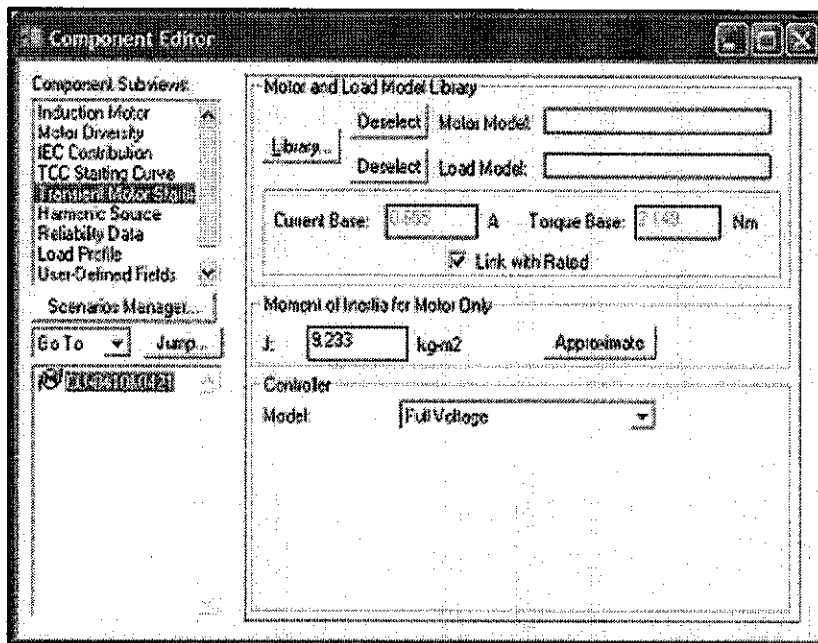 Component Editor
Component Subviews:
Induction Motor
Motor Diversity
IEC Contribution
TCC Starting Curve
Transient Motor
Harmonic Source
Reliability Data
Load Profile
User-Defined Fields
Scenarios Manager...
Go To
Jump...
Motor and Load Model Library
Library...
Deselect Motor Model:
Deselect Load Model:
Current Base: A Torque Base: Nm
Link with Rated
Moment of Inertia for Motor Only
J: 9.233 kg-m2 Approximate
Controller
Model: Full Voltage